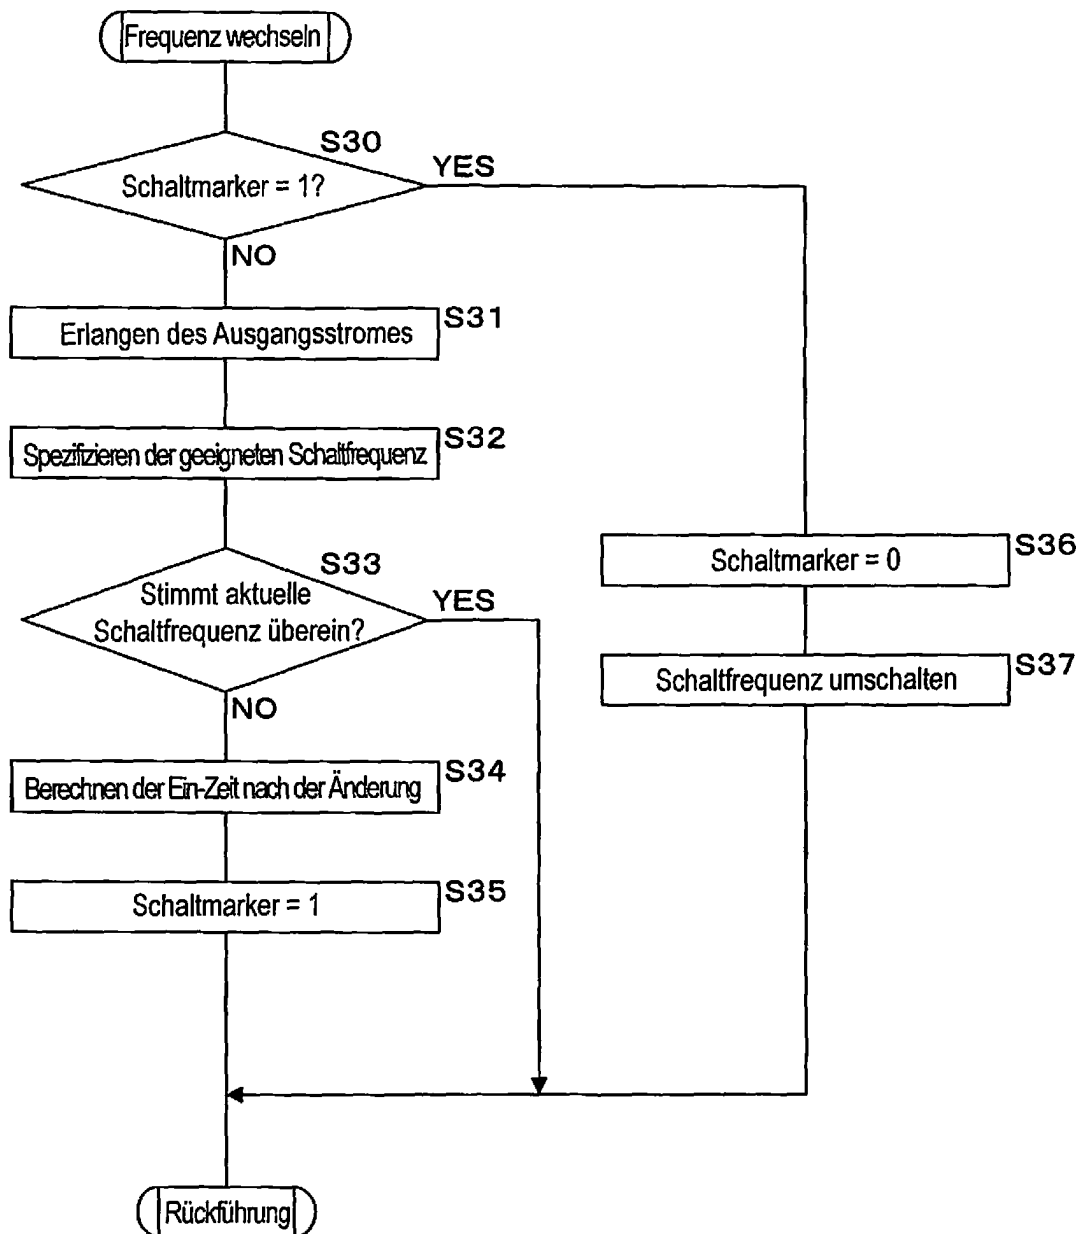 Frequenz wechseln
S30
YES
Schaltmarker = 1?
NO
S31
Erlangen des Ausgangsstromes
S32
Spezifizieren der geeigneten Schaltfrequenz
S33
YES
Stimmt aktuelle
Schaltfrequenz überein?
NO
S36
Schaltmarker = 0
S37
Schaltfrequenz umschalten
S34
Berechnen der Ein-Zeit nach der Änderung
S35
Schaltmarker = 1
Rückführung